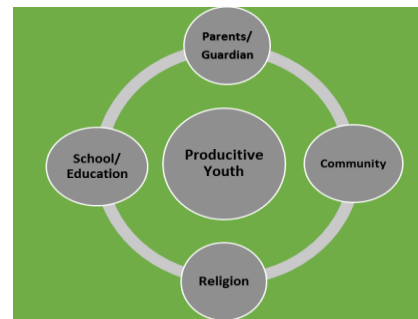 Parents/
Guardian
School/
Education
Producitive
Youth
Community
Religion